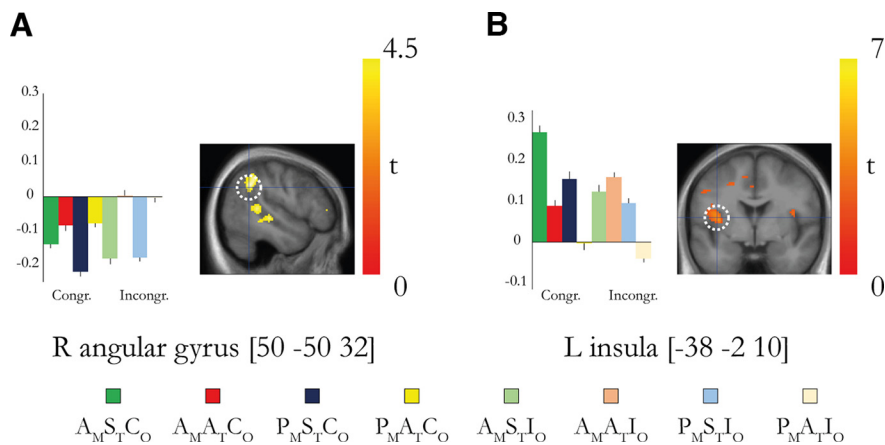 A
4.5
0.3
0.2
0.1
0
-0.1
-0.2
Congr. Incongr.
t
0
R angular gyrus [50 -50 32]
B
7
0.3
0.2
0.1
0
-0.1
Congr. Incongr.
t
0
L insula [-38 -2 10]
AMSTCO AMATCO PMSTCO PMATCO AMSTIO AMATIO PMSTIO PMATIO